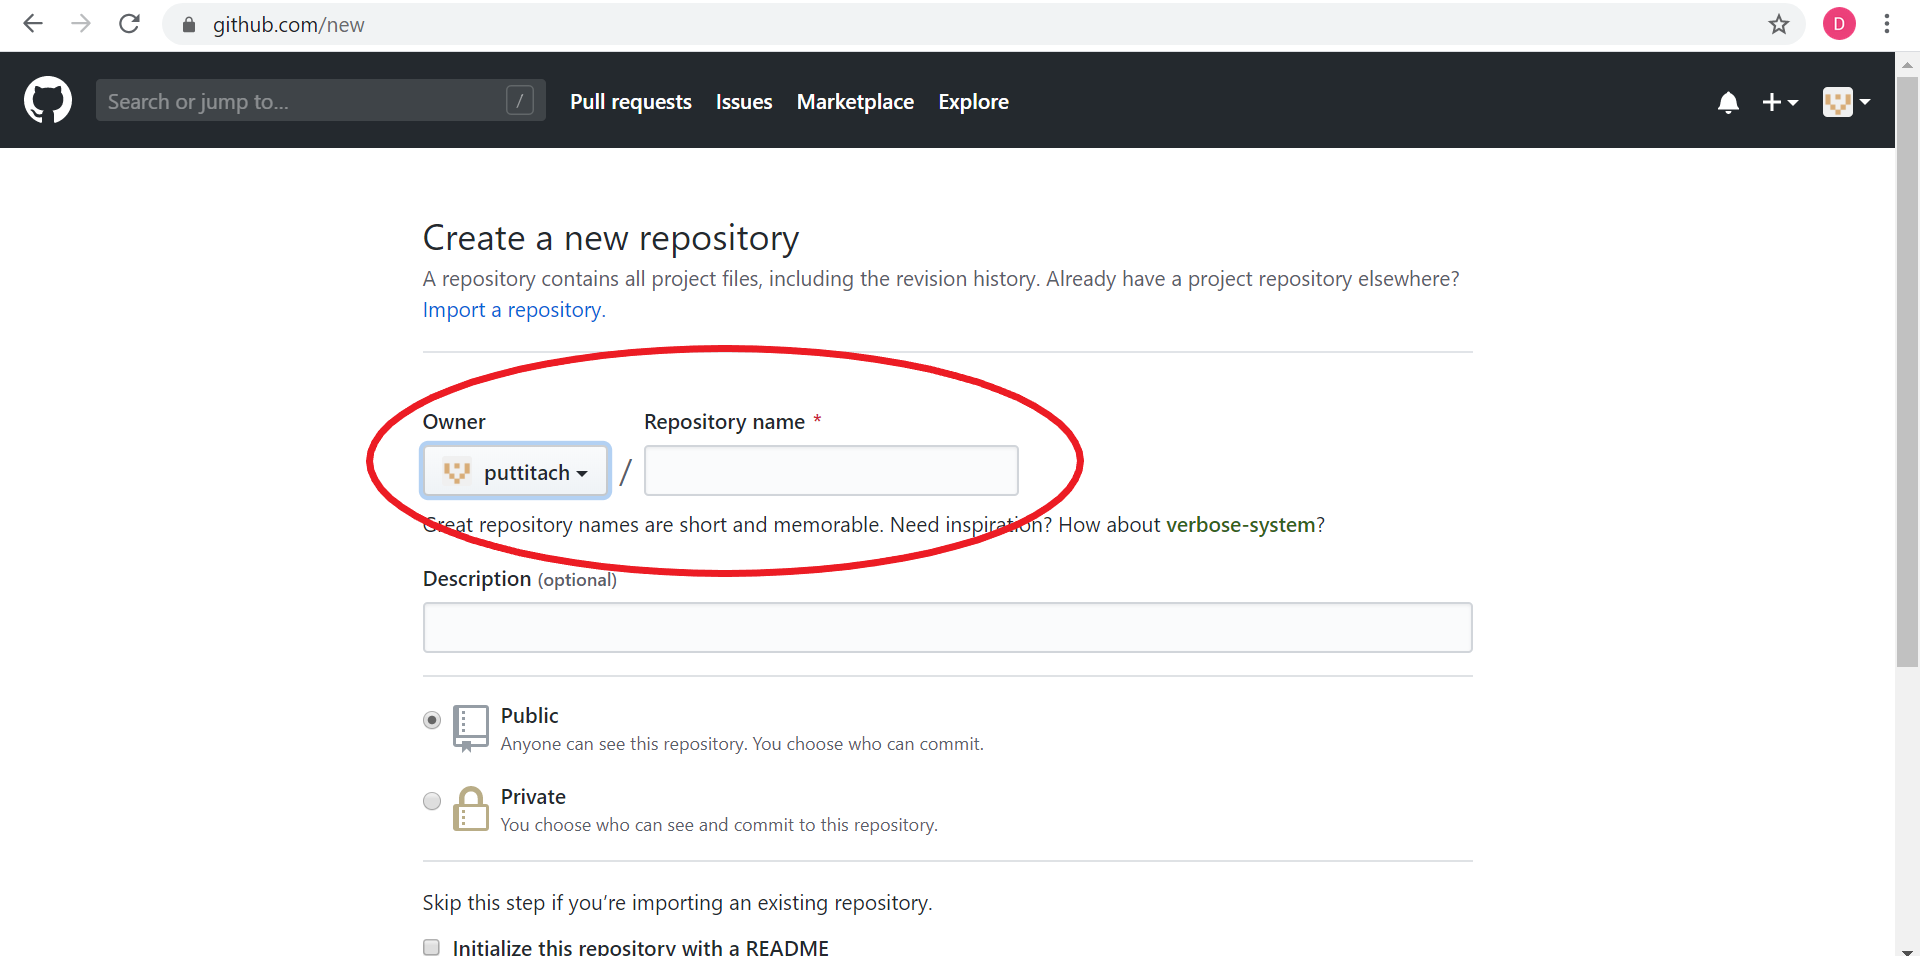 github.com/new
D
Search or jump to... /
Pull requests Issues Marketplace Explore
Create a new repository
A repository contains all project files, including the revision history. Already have a project repository elsewhere?
Import a repository.
Owner Repository name *
puttitach / 
Great repository names are short and memorable. Need inspiration? How about verbose-system?
Description (optional)
Public
Anyone can see this repository. You choose who can commit.
Private
You choose who can see and commit to this repository.
Skip this step if you’re importing an existing repository.
Initialize this repository with a README